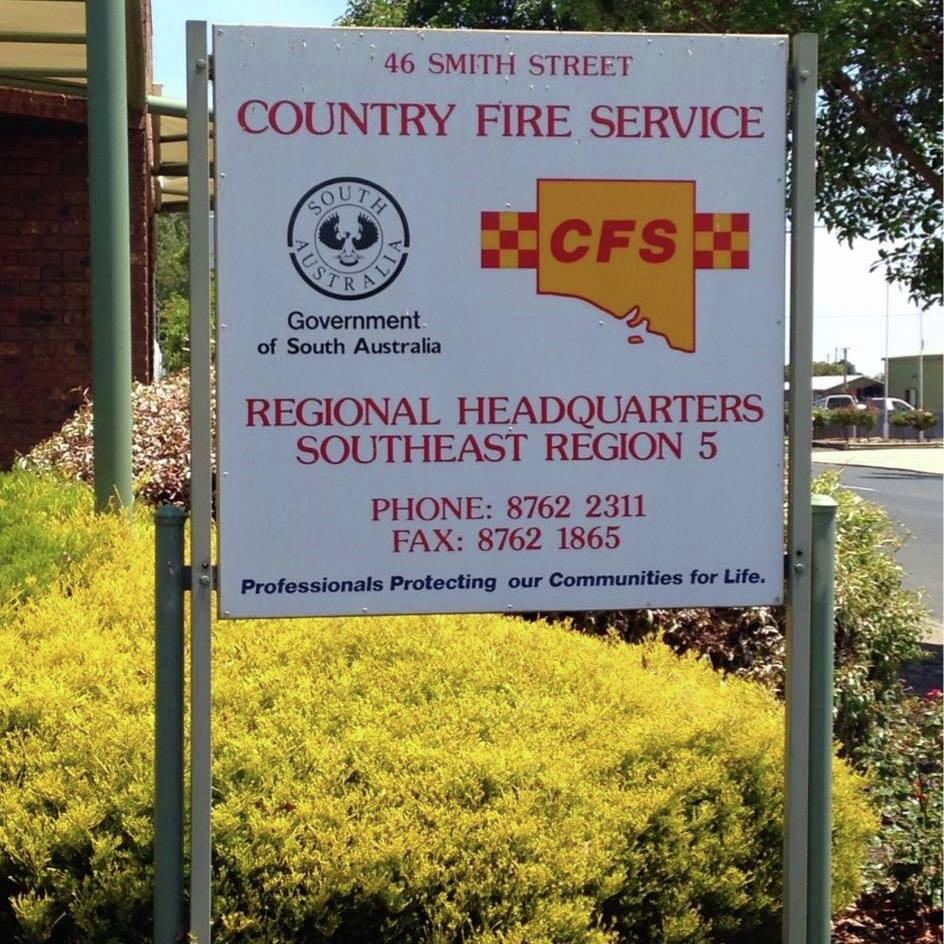 46 SMITH STREET
COUNTRY FIRE SERVICE
SOUTH
AUSTRALIA
CFS
Government
of South Australia
REGIONAL HEADQUARTERS
SOUTHEAST REGION 5
PHONE: 8762 2311
FAX: 8762 1865
Professionals Protecting our Communities for Life.